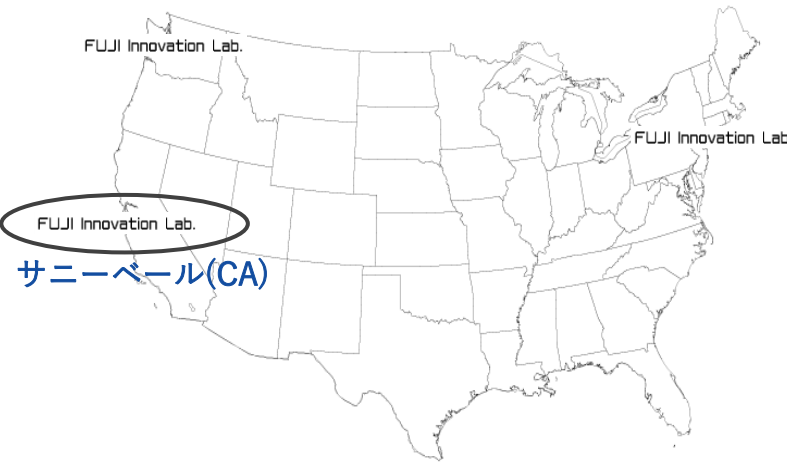 FUJI Innovation Lab.
FUJI Innovation Lab
FUJI Innovation Lab.
サニーベール(CA)